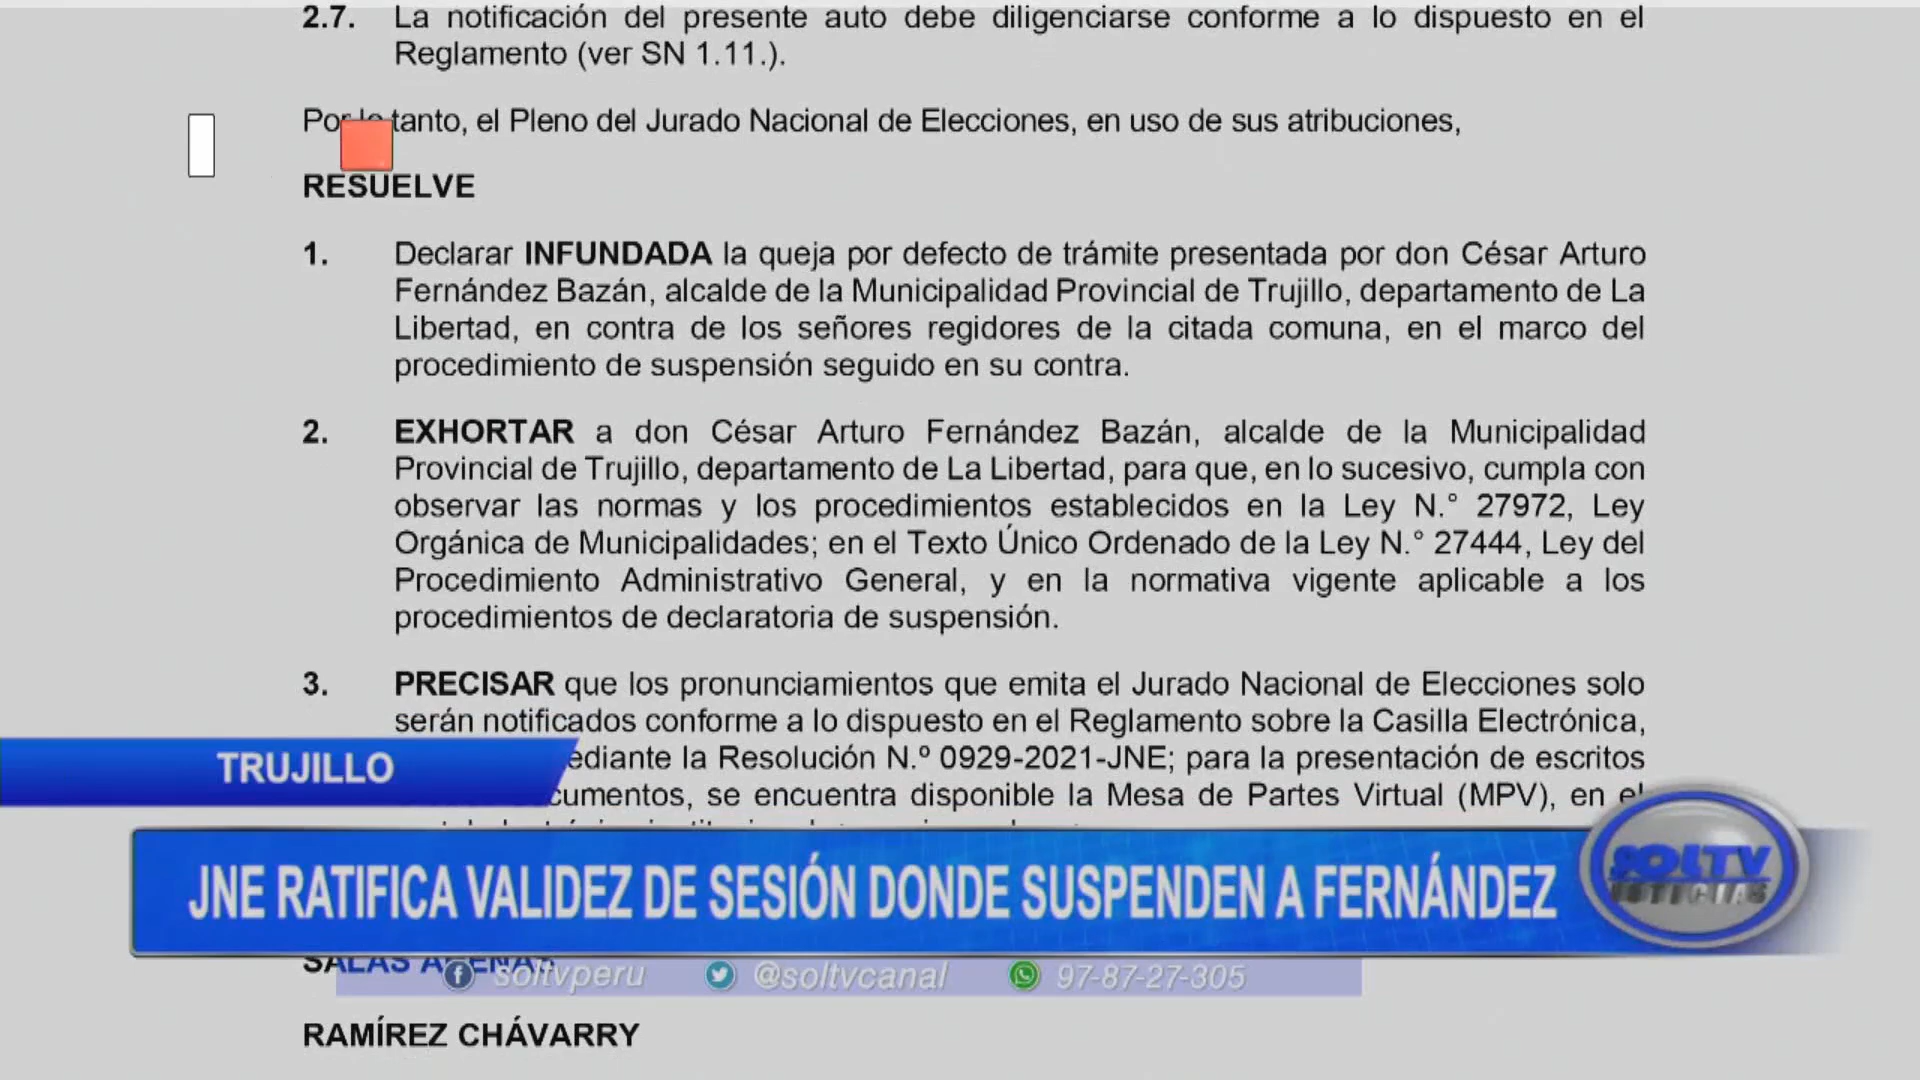 2.7. La notificación del presente auto debe diligenciarse conforme a lo dispuesto en el
Reglamento (ver SN 1.11.).
Por lo tanto, el Pleno del Jurado Nacional de Elecciones, en uso de sus atribuciones,
RESUELVE
1. Declarar INFUNDADA la queja por defecto de trámite presentada por don César Arturo
Fernández Bazán, alcalde de la Municipalidad Provincial de Trujillo, departamento de La
Libertad, en contra de los señores regidores de la citada comuna, en el marco del
procedimiento de suspensión seguido en su contra.
2. EXHORTAR a don César Arturo Fernández Bazán, alcalde de la Municipalidad
Provincial de Trujillo, departamento de La Libertad, para que, en lo sucesivo, cumpla con
observar las normas y los procedimientos establecidos en la Ley N.° 27972, Ley
Orgánica de Municipalidades; en el Texto Único Ordenado de la Ley N.° 27444, Ley del
Procedimiento Administrativo General, y en la normativa vigente aplicable a los
procedimientos de declaratoria de suspensión.
3. PRECISAR que los pronunciamientos que emita el Jurado Nacional de Elecciones solo
serán notificados conforme a lo dispuesto en el Reglamento sobre la Casilla Electrónica,
ediante la Resolución N.º 0929-2021-JNE; para la presentación de escritos
cumentos, se encuentra disponible la Mesa de Partes Virtual (MPV), en el
TRUJILLO
JNE RATIFICA VALIDEZ DE SESIÓN DONDE SUSPENDEN A FERNÁNDEZ
SOLTV
NOTICIAS
SALAS ARENAS
soltvperu @soltvcanal 97-87-27-305
RAMÍREZ CHÁVARRY